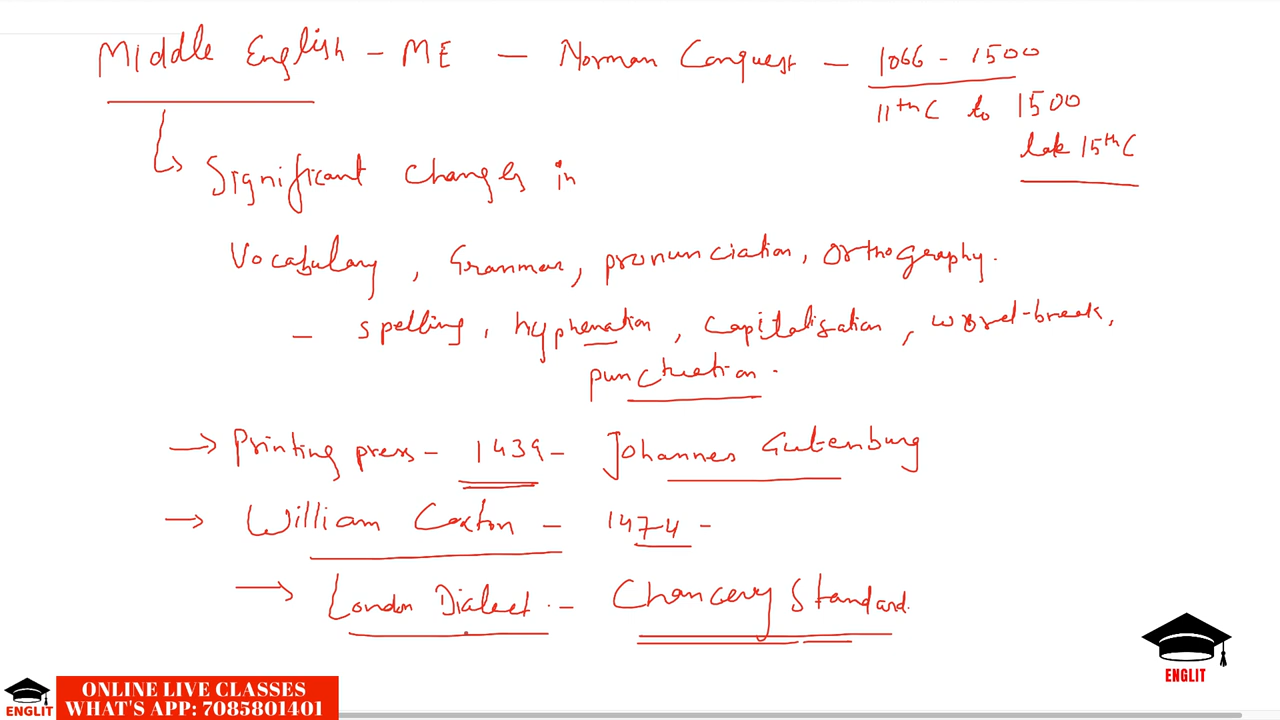 Middle English - ME - Norman Conquest - 1066 - 1500
11th C to 1500
late 15th C
Significant changes in
Vocabulary, Grammar, pronunciation, orthography.
- spelling, hyphenation, capitalisation, word-break,
punctuation.
→ Printing press - 1439 - Johannes Gutenburg
→ William Caxton - 1474 -
→ London Dialect. - Chancery Standard.
ENGLIT
ENGLIT
ONLINE LIVE CLASSES
WHAT'S APP: 7085801401